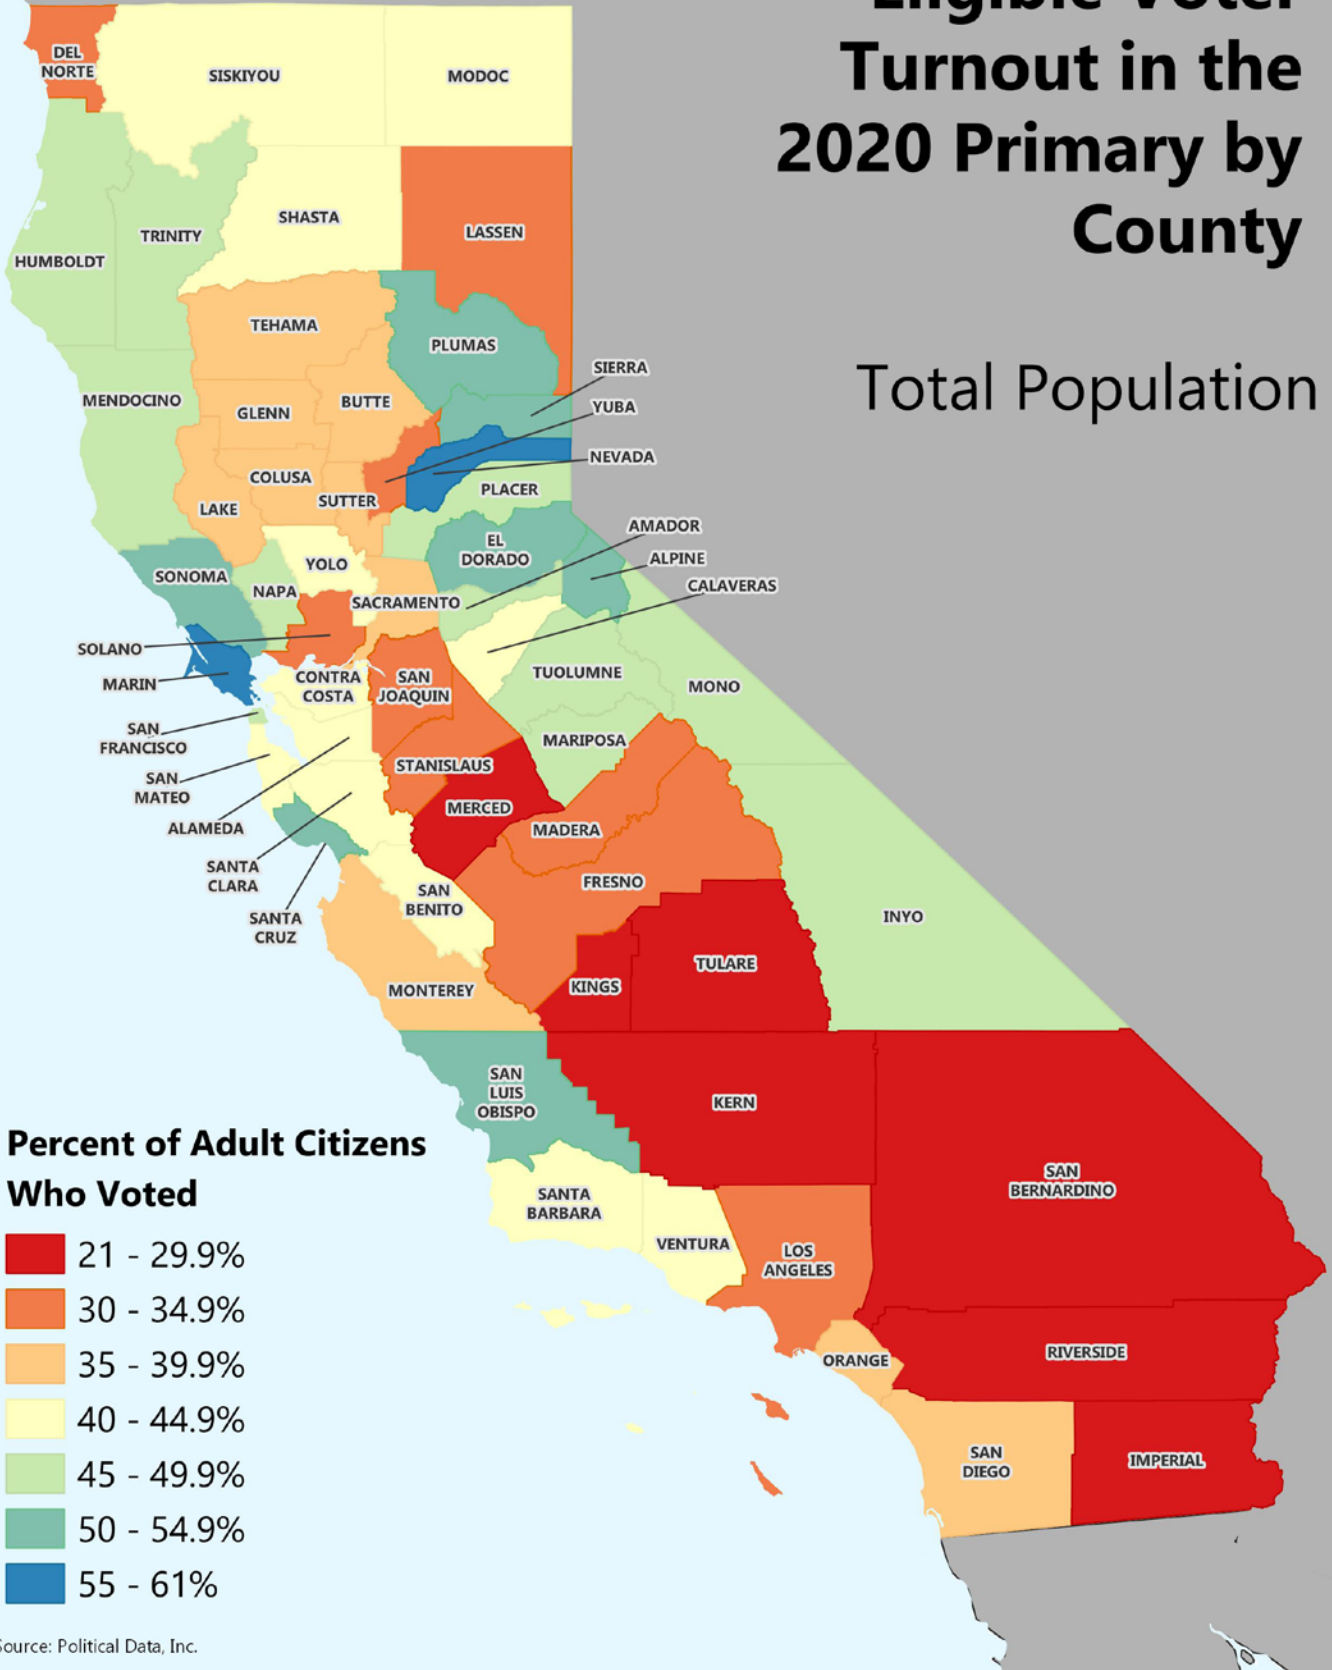 Eligible Voter
Turnout in the
2020 Primary by
County
Total Population
DEL
NORTE
SISKIYOU
MODOC
SHASTA
LASSEN
TRINITY
HUMBOLDT
TEHAMA
PLUMAS
SIERRA
YUBA
MENDOCINO
GLENN
BUTTE
NEVADA
COLUSA
SUTTER
PLACER
LAKE
AMADOR
EL
DORADO
ALPINE
YOLO
SONOMA
NAPA
CALAVERAS
SACRAMENTO
SOLANO
MARIN
CONTRA
COSTA
SAN
JOAQUIN
TUOLUMNE
MONO
SAN
FRANCISCO
MARIPOSA
STANISLAUS
SAN
MATEO
MERCED
ALAMEDA
MADERA
SANTA
CLARA
FRESNO
SAN
BENITO
SANTA
CRUZ
INYO
TULARE
KINGS
MONTEREY
SAN
LUIS
OBISPO
KERN
SAN
BERNARDINO
SANTA
BARBARA
VENTURA
LOS
ANGELES
ORANGE
RIVERSIDE
SAN
DIEGO
IMPERIAL
Percent of Adult Citizens
Who Voted
21 - 29.9%
30 - 34.9%
35 - 39.9%
40 - 44.9%
45 - 49.9%
50 - 54.9%
55 - 61%
Source: Political Data, Inc.